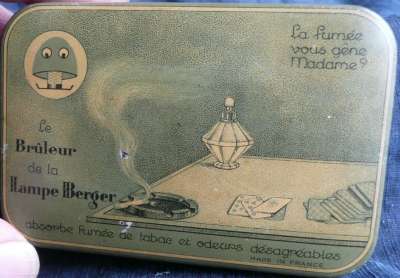 La fumée
vous gêne
Madame?
Le
Brûleur
de la
Lampe Berger
absorbe fumée de tabac et odeurs désagréables
MADE IN FRANCE